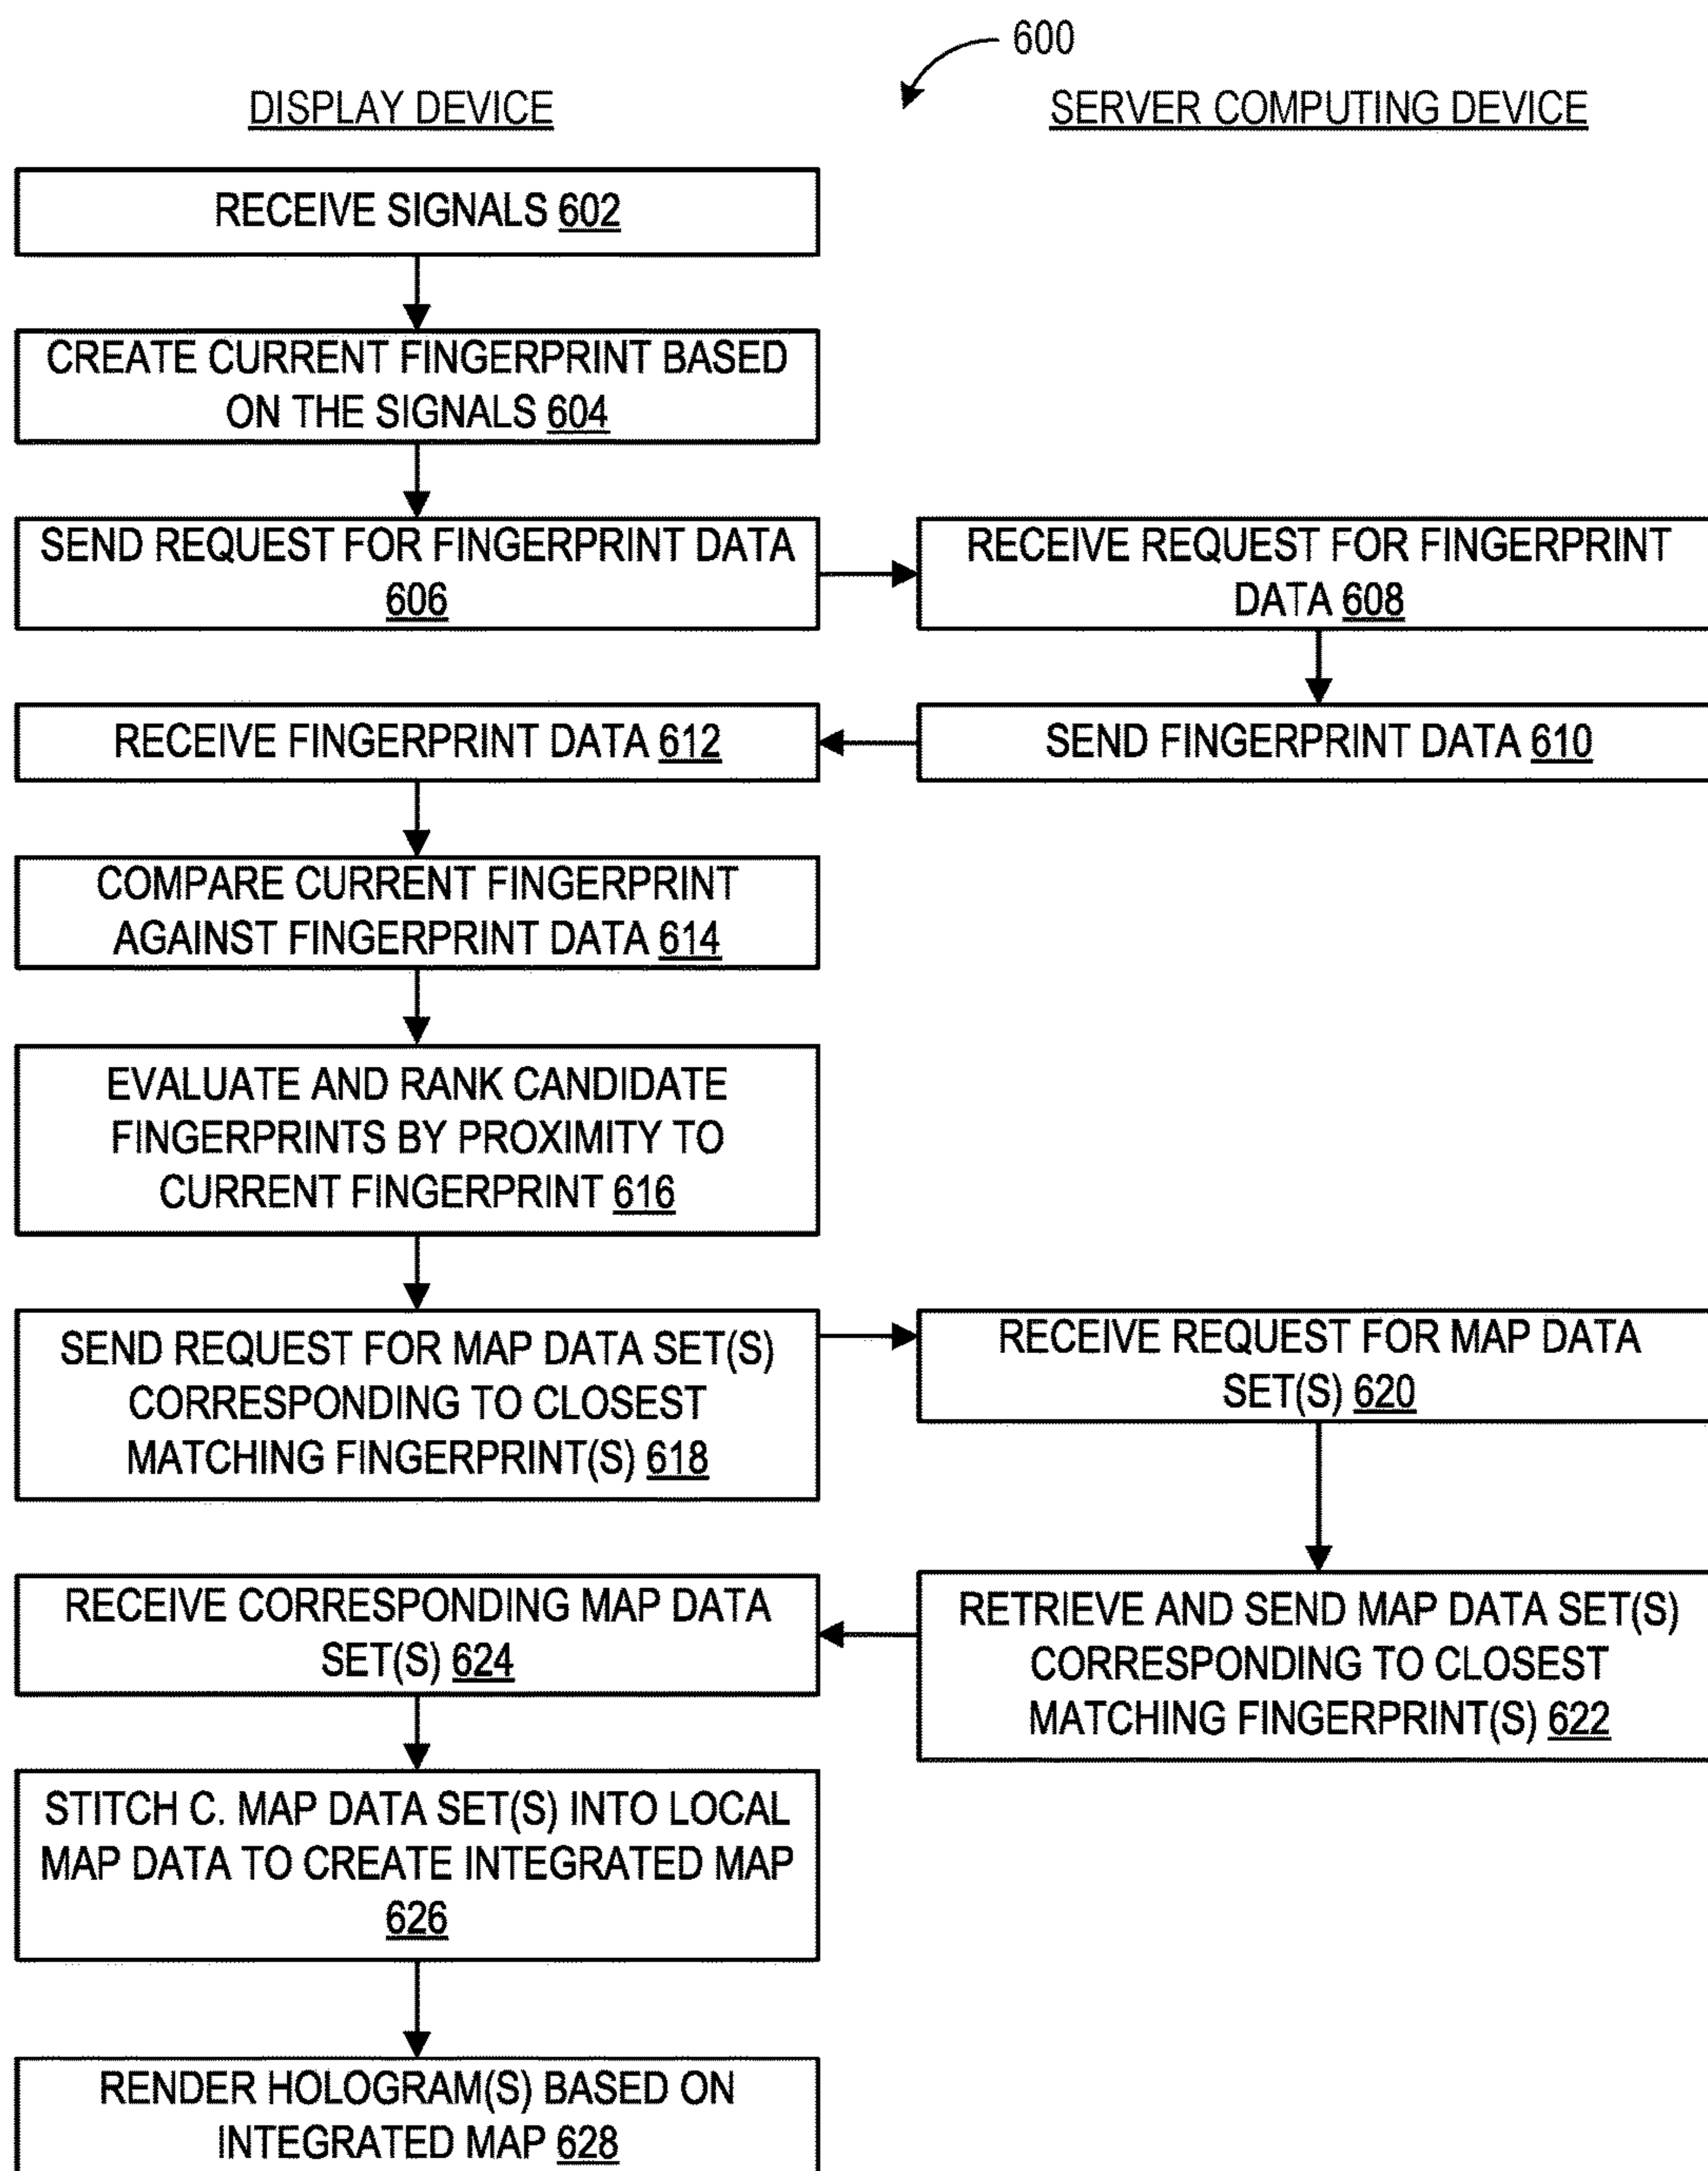 600
DISPLAY DEVICE
SERVER COMPUTING DEVICE
RECEIVE SIGNALS 602
CREATE CURRENT FINGERPRINT BASED
ON THE SIGNALS 604
SEND REQUEST FOR FINGERPRINT DATA
606
RECEIVE REQUEST FOR FINGERPRINT
DATA 608
SEND FINGERPRINT DATA 610
RECEIVE FINGERPRINT DATA 612
COMPARE CURRENT FINGERPRINT
AGAINST FINGERPRINT DATA 614
EVALUATE AND RANK CANDIDATE
FINGERPRINTS BY PROXIMITY TO
CURRENT FINGERPRINT 616
SEND REQUEST FOR MAP DATA SET(S)
CORRESPONDING TO CLOSEST
MATCHING FINGERPRINT(S) 618
RECEIVE REQUEST FOR MAP DATA
SET(S) 620
RETRIEVE AND SEND MAP DATA SET(S)
CORRESPONDING TO CLOSEST
MATCHING FINGERPRINT(S) 622
RECEIVE CORRESPONDING MAP DATA
SET(S) 624
STITCH C. MAP DATA SET(S) INTO LOCAL
MAP DATA TO CREATE INTEGRATED MAP
626
RENDER HOLOGRAM(S) BASED ON
INTEGRATED MAP 628